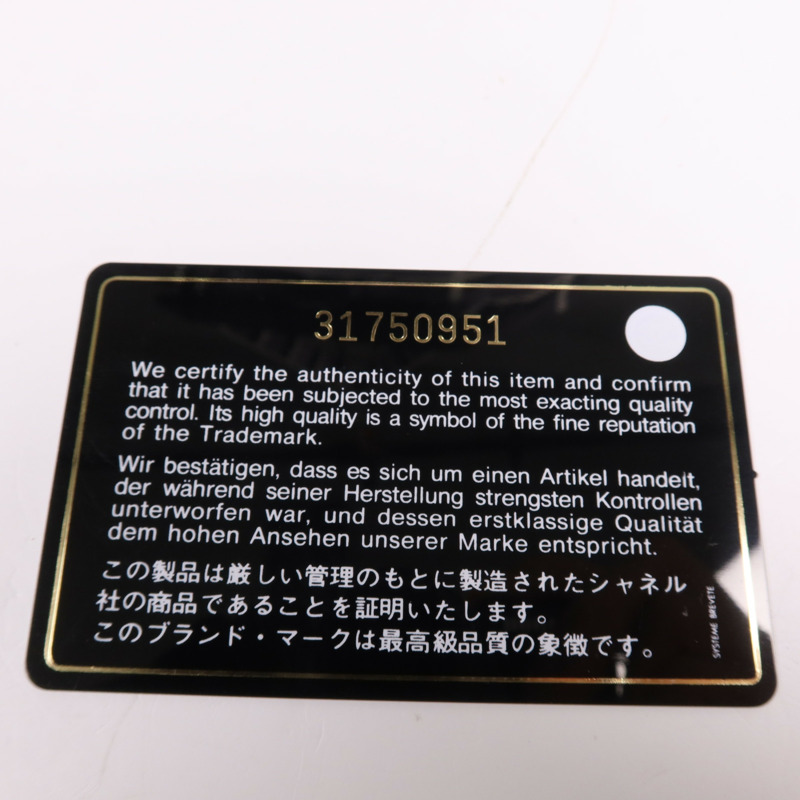 31750951
We certify the authenticity of this item and confirm
that it has been subjected to the most exacting quality
control. Its high quality is a symbol of the fine reputation
of the Trademark.
Wir bestätigen, dass es sich um einen Artikel handelt,
der während seiner Herstellung strengsten Kontrollen
unterworfen war, und dessen erstklassige Qualität
dem hohen Ansehen unserer Marke entspricht.
この製品は厳しい管理のもとに製造されたシャネル
社の商品であることを証明いたします。
このブランド・マークは最高級品質の象徴です。
SYSTEME BREVETE